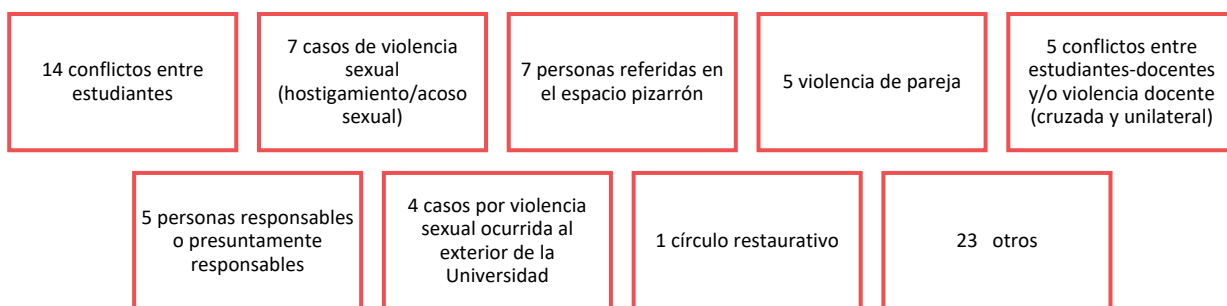 14 conflictos entre
estudiantes
7 casos de violencia
sexual
(hostigamiento/acoso
sexual)
7 personas referidas en
el espacio pizarrón
5 violencia de pareja
5 conflictos entre
estudiantes-docentes
y/o violencia docente
(cruzada y unilateral)
5 personas responsables
o presuntamente
responsables
4 casos por violencia
sexual ocurrida al
exterior de la
Universidad
1 círculo restaurativo
23 otros